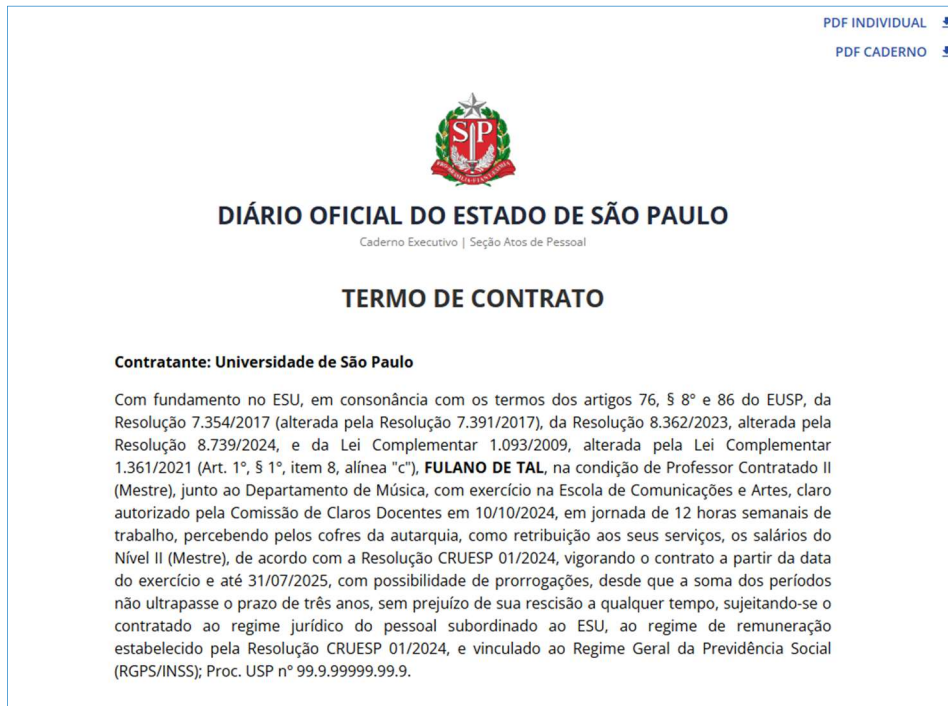 PDF INDIVIDUAL
PDF CADERNO
SP
DIÁRIO OFICIAL DO ESTADO DE SÃO PAULO
Caderno Executivo | Seção Atos de Pessoal
TERMO DE CONTRATO
Contratante: Universidade de São Paulo
Com fundamento no ESU, em consonância com os termos dos artigos 76, § 8º e 86 do EUSP, da
Resolução 7.354/2017 (alterada pela Resolução 7.391/2017), da Resolução 8.362/2023, alterada pela
Resolução 8.739/2024, e da Lei Complementar 1.093/2009, alterada pela Lei Complementar
1.361/2021 (Art. 1º, § 1º, item 8, alínea "c"), FULANO DE TAL, na condição de Professor Contratado II
(Mestre), junto ao Departamento de Música, com exercício na Escola de Comunicações e Artes, claro
autorizado pela Comissão de Claros Docentes em 10/10/2024, em jornada de 12 horas semanais de
trabalho, percebendo pelos cofres da autarquia, como retribuição aos seus serviços, os salários do
Nível II (Mestre), de acordo com a Resolução CRUESP 01/2024, vigorando o contrato a partir da data
do exercício e até 31/07/2025, com possibilidade de prorrogações, desde que a soma dos períodos
não ultrapasse o prazo de três anos, sem prejuízo de sua rescisão a qualquer tempo, sujeitando-se o
contratado ao regime jurídico do pessoal subordinado ao ESU, ao regime de remuneração
estabelecido pela Resolução CRUESP 01/2024, e vinculado ao Regime Geral da Previdência Social
(RGPS/INSS); Proc. USP nº 99.9.99999.99.9.